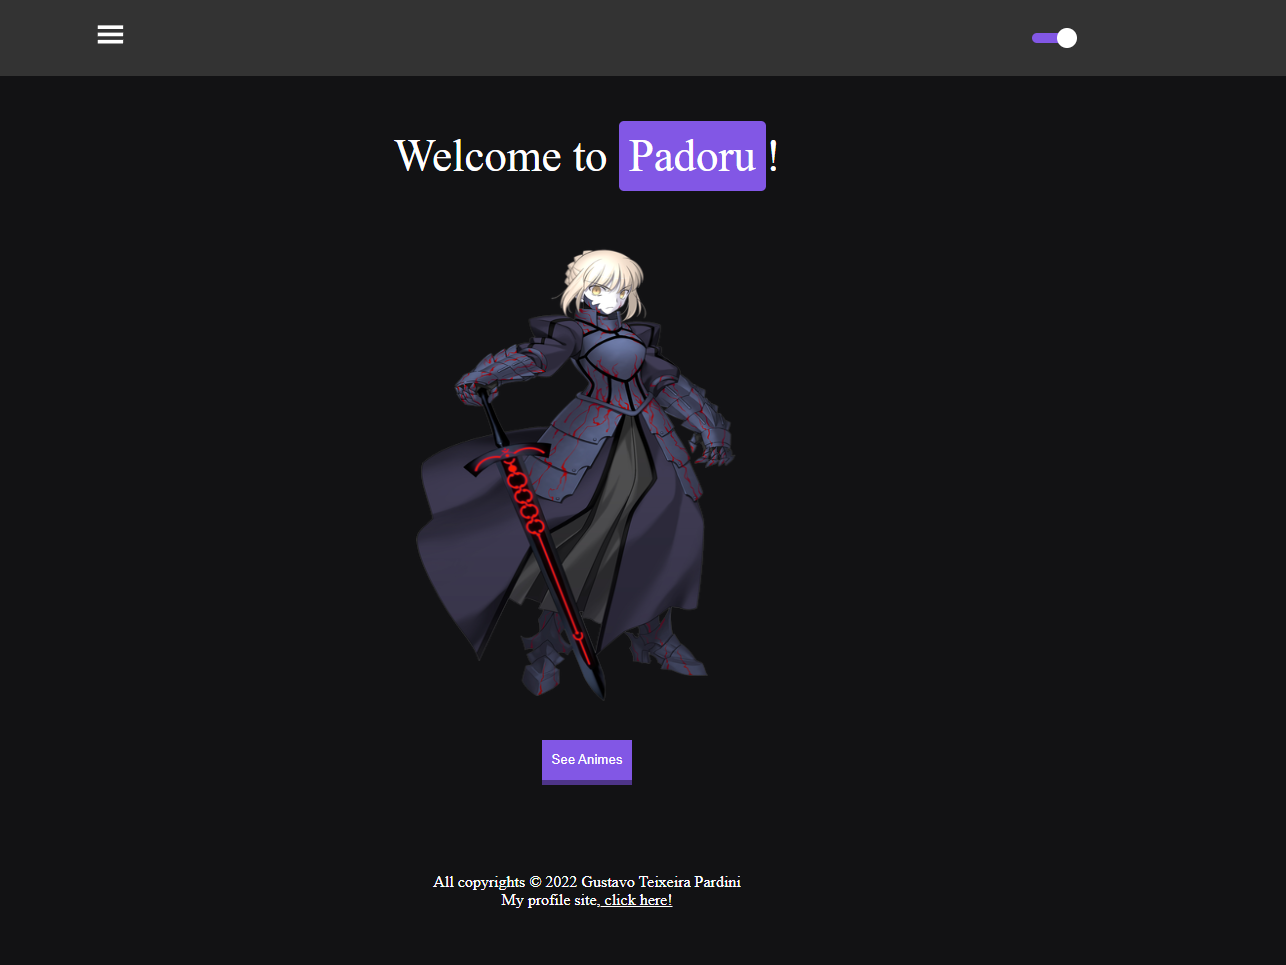 Welcome to Padoru!
See Animes
All copyrights © 2022 Gustavo Teixeira Pardini
My profile site, click here!